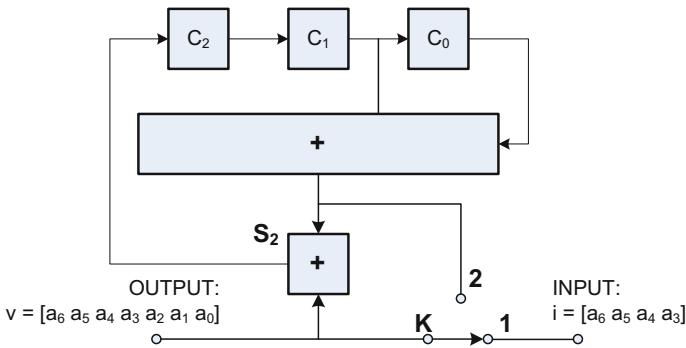 C₂ C₁ C₀
+
S₂
+
OUTPUT:
v = [a₆ a₅ a₄ a₃ a₂ a₁ a₀]
2
K
1
INPUT:
i = [a₆ a₅ a₄ a₃]